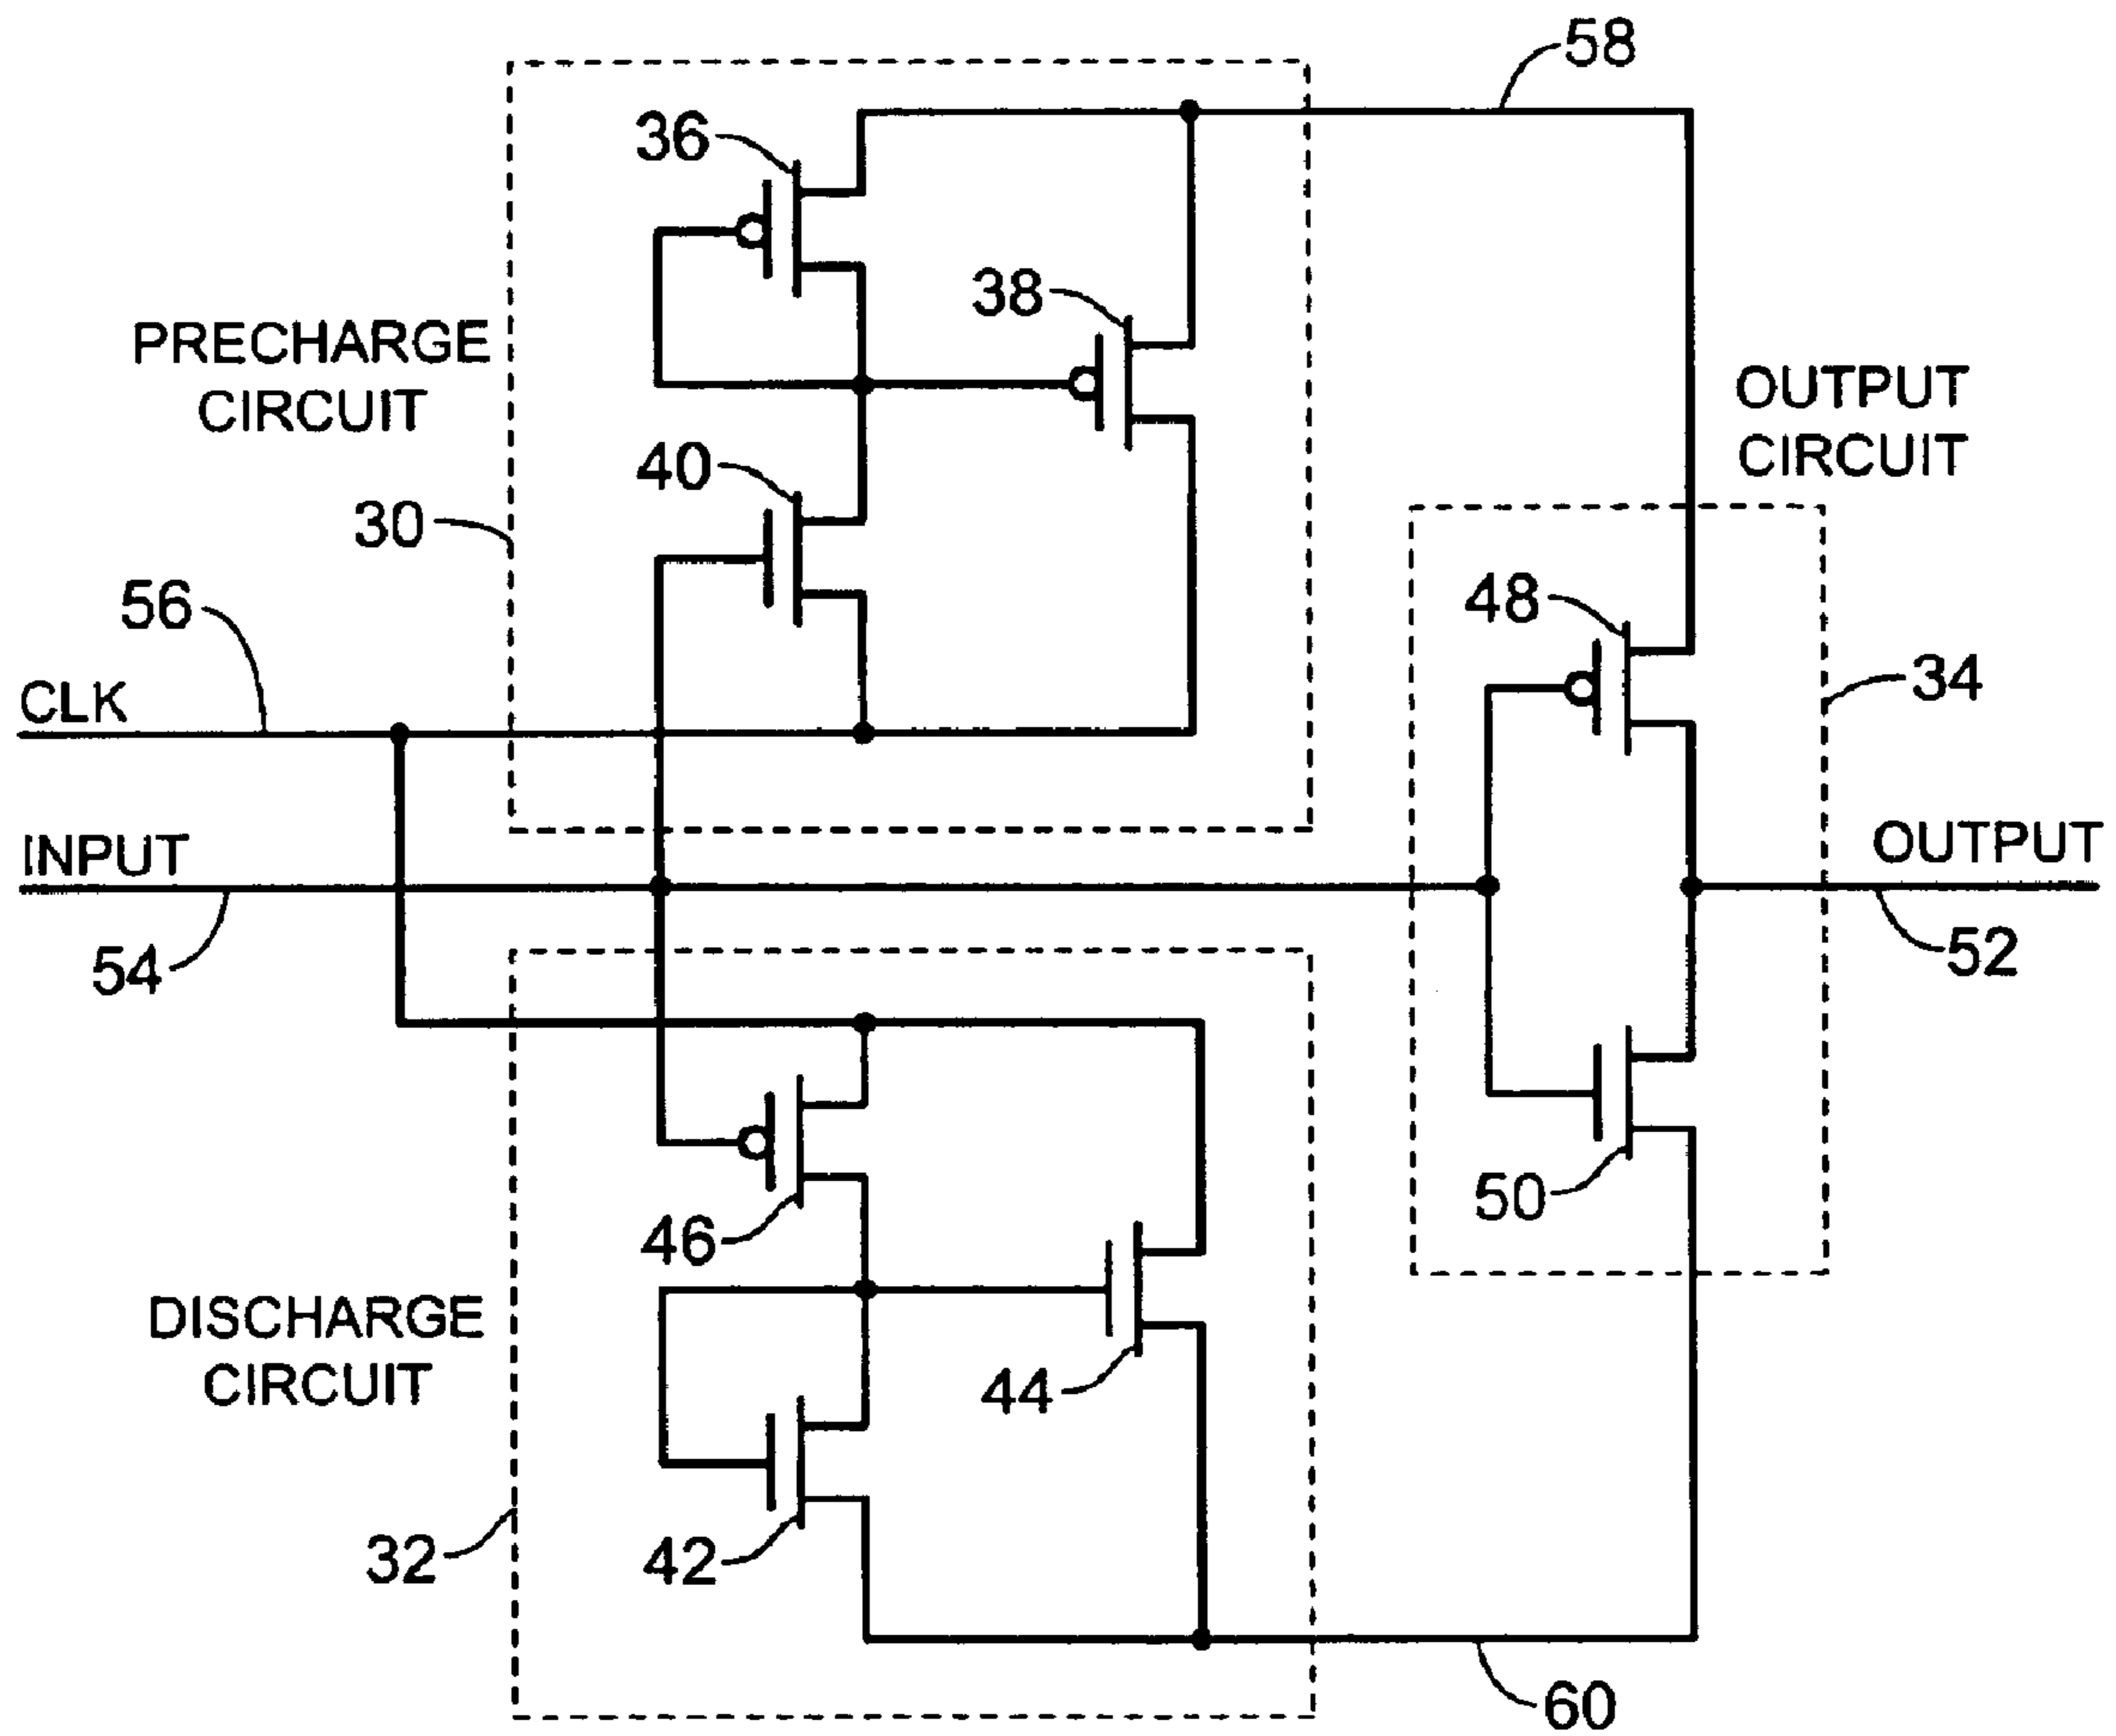 58
36
38
PRECHARGE
CIRCUIT
OUTPUT
CIRCUIT
40
30
56
48
34
CLK
INPUT
OUTPUT
54
52
50
46
DISCHARGE
CIRCUIT
44
32
42
60